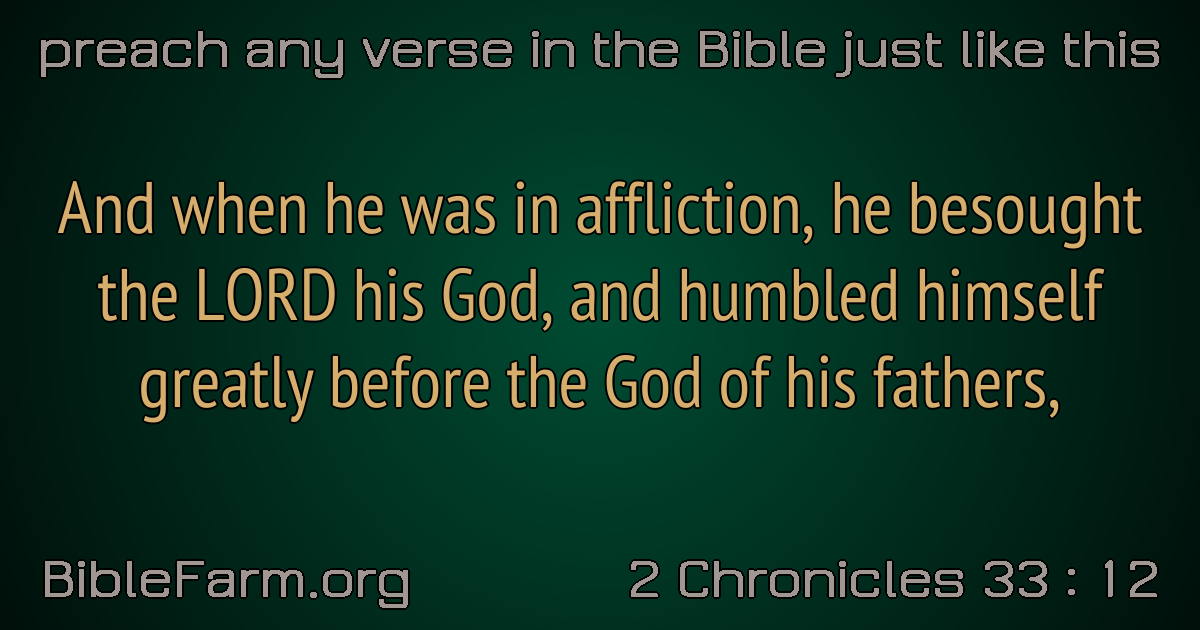 preach any verse in the Bible just like this
And when he was in affliction, he besought
the LORD his God, and humbled himself
greatly before the God of his fathers,
BibleFarm.org
2 Chronicles 33 : 12